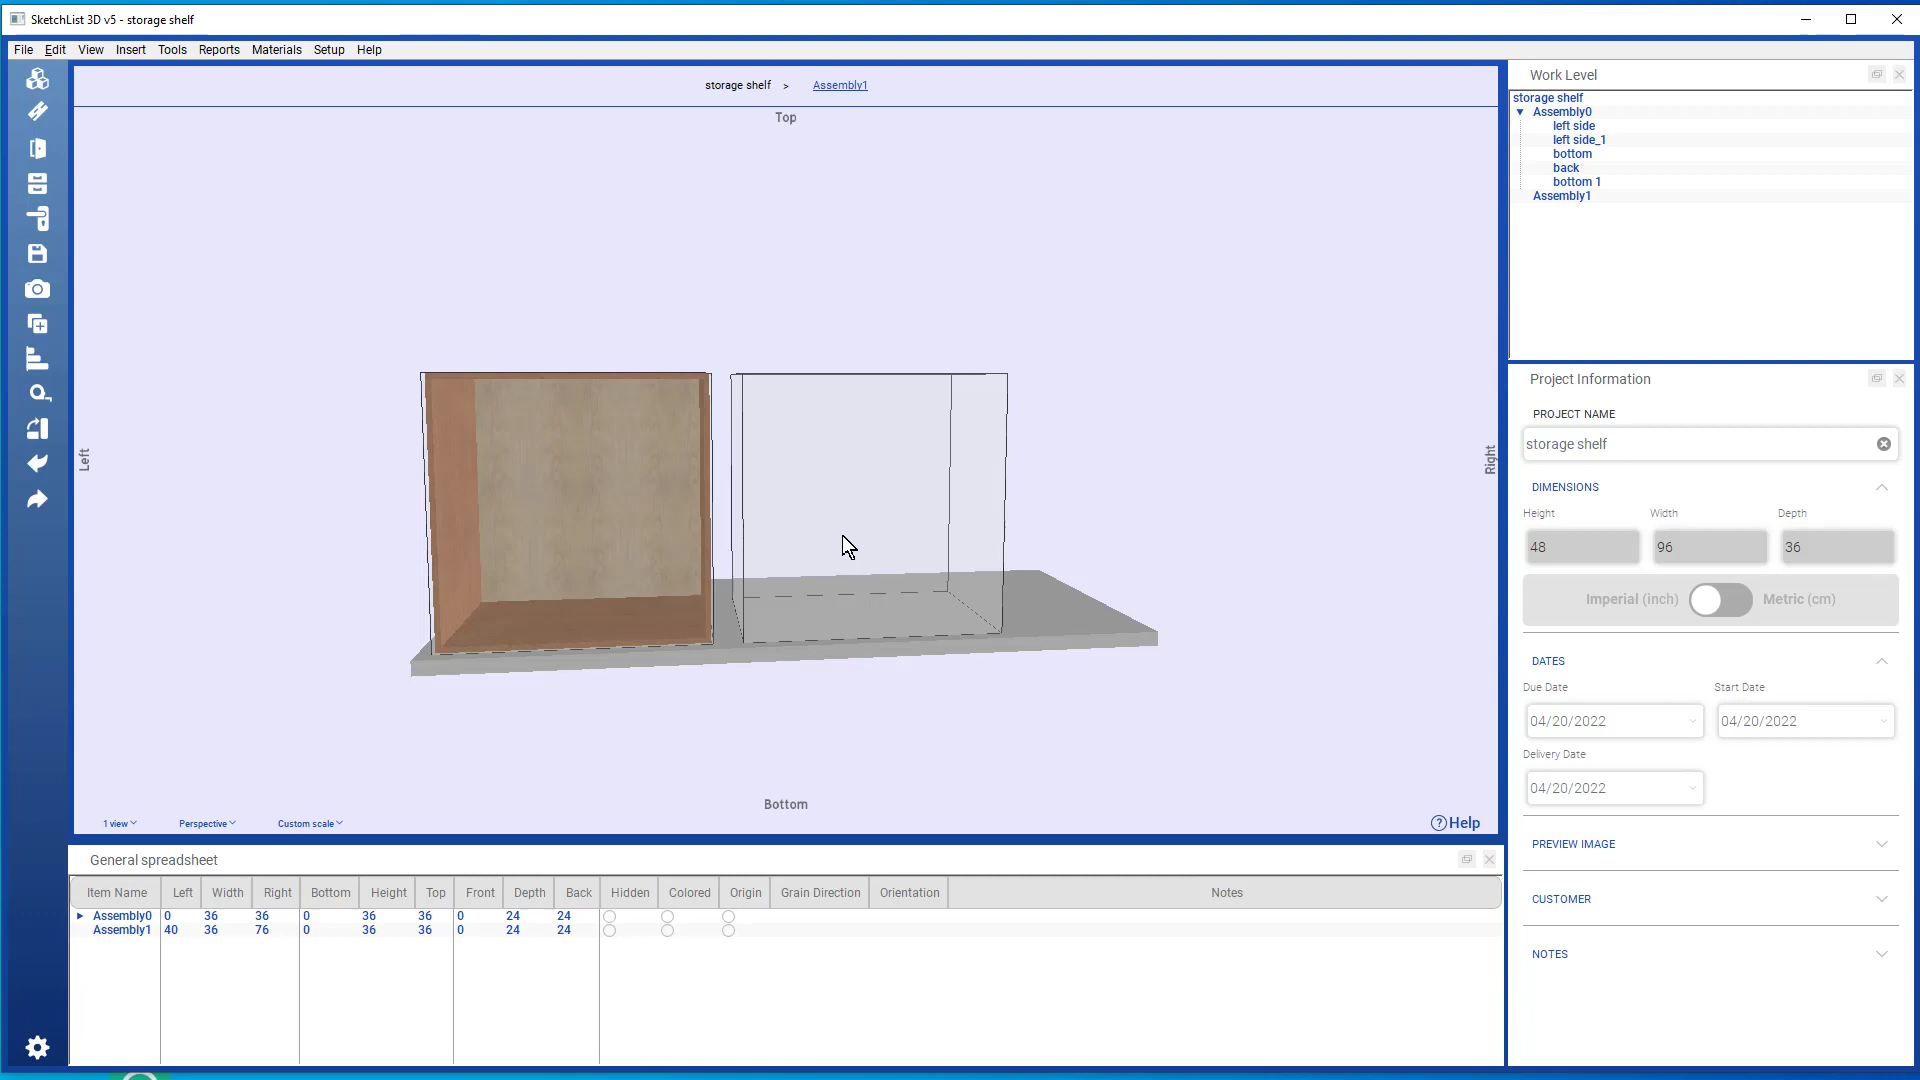 SketchList 3D v5 - storage shelf
File Edit View Insert Tools Reports Materials Setup Help
storage shelf > Assembly1
Top
Left
Right
Bottom
1 view Perspective Custom scale
? Help
General spreadsheet
Item Name Left Width Right Bottom Height Top Front Depth Back Hidden Colored Origin Grain Direction Orientation Notes
Assembly0 0 36 36 0 36 36 0 24 24
Assembly1 40 36 76 0 36 36 0 24 24
Work Level
storage shelf
Assembly0
left side
left side_1
bottom
back
bottom 1
Assembly1
Project Information
PROJECT NAME
storage shelf
DIMENSIONS
Height Width Depth
48 96 36
Imperial (inch) Metric (cm)
DATES
Due Date Start Date
04/20/2022 04/20/2022
Delivery Date
04/20/2022
PREVIEW IMAGE
CUSTOMER
NOTES